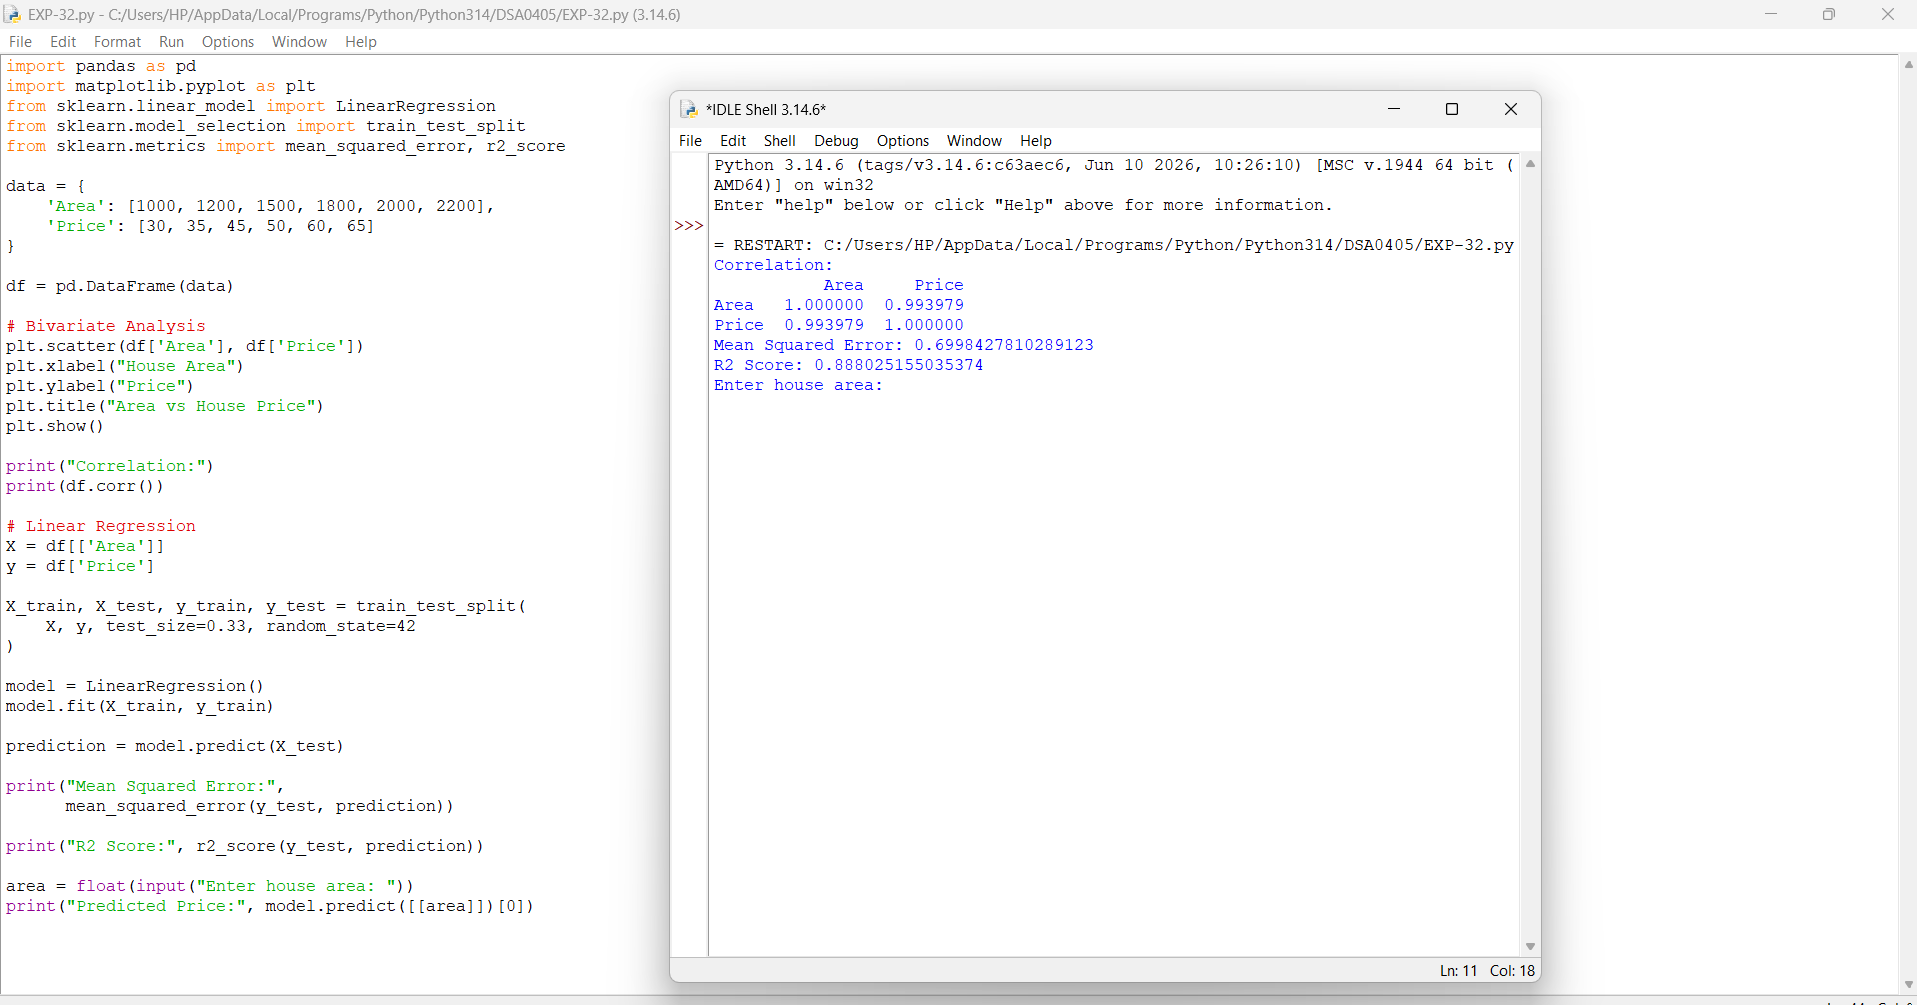 EXP-32.py - C:/Users/HP/AppData/Local/Programs/Python/Python314/DSA0405/EXP-32.py (3.14.6)
File Edit Format Run Options Window Help
import pandas as pd
import matplotlib.pyplot as plt
from sklearn.linear_model import LinearRegression
from sklearn.model_selection import train_test_split
from sklearn.metrics import mean_squared_error, r2_score
data = {
    'Area': [1000, 1200, 1500, 1800, 2000, 2200],
    'Price': [30, 35, 45, 50, 60, 65]
}
df = pd.DataFrame(data)
# Bivariate Analysis
plt.scatter(df['Area'], df['Price'])
plt.xlabel("House Area")
plt.ylabel("Price")
plt.title("Area vs House Price")
plt.show()
print("Correlation:")
print(df.corr())
# Linear Regression
X = df[['Area']]
y = df['Price']
X_train, X_test, y_train, y_test = train_test_split(
    X, y, test_size=0.33, random_state=42
)
model = LinearRegression()
model.fit(X_train, y_train)
prediction = model.predict(X_test)
print("Mean Squared Error:",
      mean_squared_error(y_test, prediction))
print("R2 Score:", r2_score(y_test, prediction))
area = float(input("Enter house area: "))
print("Predicted Price:", model.predict([[area]])[0])
*IDLE Shell 3.14.6*
File Edit Shell Debug Options Window Help
Python 3.14.6 (tags/v3.14.6:c63aec6, Jun 10 2026, 10:26:10) [MSC v.1944 64 bit (
AMD64)] on win32
Enter "help" below or click "Help" above for more information.
>>>
= RESTART: C:/Users/HP/AppData/Local/Programs/Python/Python314/DSA0405/EXP-32.py
Correlation:
           Area     Price
Area   1.000000  0.993979
Price  0.993979  1.000000
Mean Squared Error: 0.6998427810289123
R2 Score: 0.888025155035374
Enter house area:
Ln: 11 Col: 18